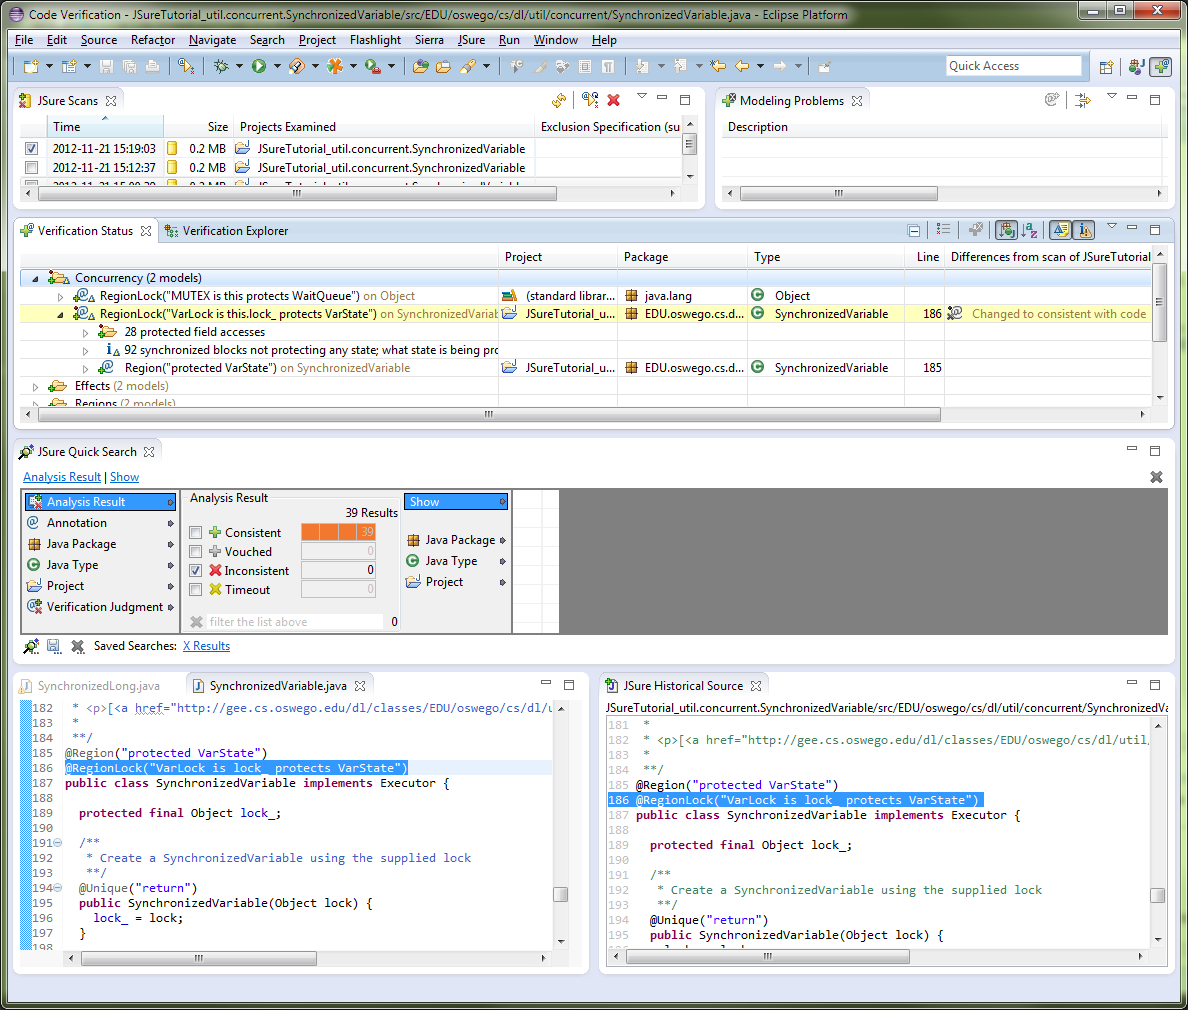 Code Verification - JSureTutorial_util.concurrent.SynchronizedVariable/src/EDU/oswego/cs/dl/util/concurrent/SynchronizedVariable.java - Eclipse Platform
File Edit Source Refactor Navigate Search Project Flashlight Sierra JSure Run Window Help
Quick Access
JSure Scans
Time Size Projects Examined Exclusion Specification (su
2012-11-21 15:19:03 0.2 MB JSureTutorial_util.concurrent.SynchronizedVariable
2012-11-21 15:12:37 0.2 MB JSureTutorial_util.concurrent.SynchronizedVariable
Modeling Problems
Description
Verification Status Verification Explorer
Project Package Type Line Differences from scan of JSureTutorial
Concurrency (2 models)
RegionLock("MUTEX is this protects WaitQueue") on Object (standard librar... java.lang Object
RegionLock("VarLock is this.lock_ protects VarState") on SynchronizedVariab JSureTutorial_u... EDU.oswego.cs.d... SynchronizedVariable 186 Changed to consistent with code
28 protected field accesses
92 synchronized blocks not protecting any state; what state is being pro
Region("protected VarState") on SynchronizedVariable JSureTutorial_u... EDU.oswego.cs.d... SynchronizedVariable 185
Effects (2 models)
Regions (2 models)
JSure Quick Search
Analysis Result | Show
Analysis Result
Annotation
Java Package
Java Type
Project
Verification Judgment
Analysis Result
39 Results
Consistent 39
Vouched 0
Inconsistent 0
Timeout 0
filter the list above 0
Show
Java Package
Java Type
Project
Saved Searches: X Results
SynchronizedLong.java SynchronizedVariable.java
182 * <p>[<a href="http://gee.cs.oswego.edu/dl/classes/EDU/oswego/cs/dl/u
183 *
184 **/
185 @Region("protected VarState")
186 @RegionLock("VarLock is lock_ protects VarState")
187 public class SynchronizedVariable implements Executor {
188
189 protected final Object lock_;
190
191 /**
192 * Create a SynchronizedVariable using the supplied lock
193 **/
194 @Unique("return")
195 public SynchronizedVariable(Object lock) {
196 lock_ = lock;
197 }
198
JSure Historical Source
JSureTutorial_util.concurrent.SynchronizedVariable/src/EDU/oswego/cs/dl/util/concurrent/SynchronizedVa
181 *
182 * <p>[<a href="http://gee.cs.oswego.edu/dl/classes/EDU/oswego/cs/dl/util
183 *
184 **/
185 @Region("protected VarState")
186 @RegionLock("VarLock is lock_ protects VarState")
187 public class SynchronizedVariable implements Executor {
188
189 protected final Object lock_;
190
191 /**
192 * Create a SynchronizedVariable using the supplied lock
193 **/
194 @Unique("return")
195 public SynchronizedVariable(Object lock) {